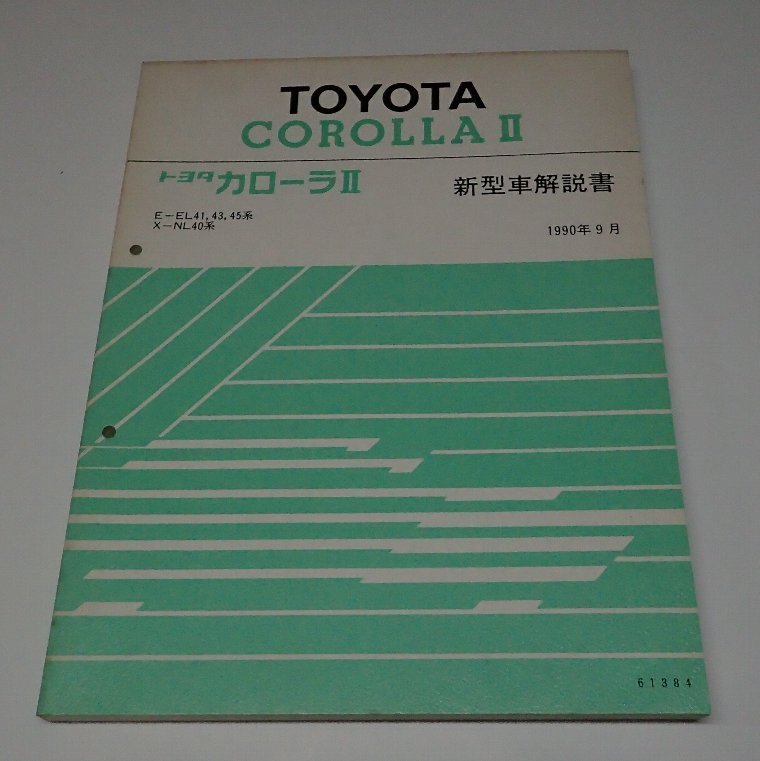 TOYOTA
COROLLA II
トヨタ カローラII 新型車解説書
E-EL41, 43, 45系
X-NL40系
1990年9月
61384